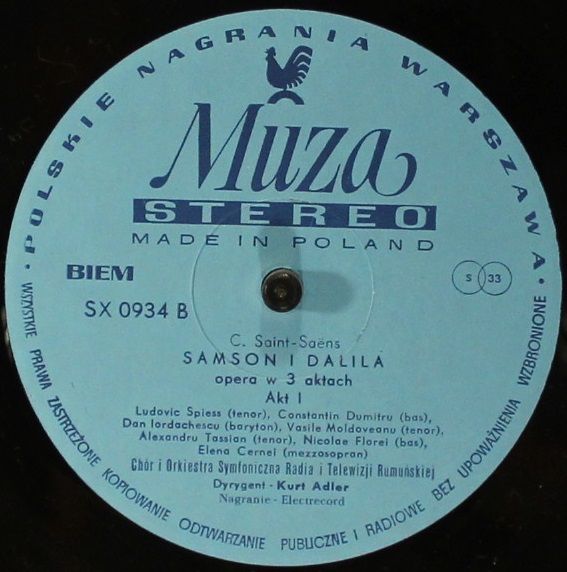 • POLSKIE NAGRANIA WARSZAWA •
Muza
STEREO
MADE IN POLAND
BIEM
S 33
SX 0934 B
C. Saint-Saëns
SAMSON I DALILA
opera w 3 aktach
Akt I
Ludovic Spiess (tenor), Constantin Dumitru (bas),
Dan Iordachescu (baryton), Vasile Moldoveanu (tenor),
Alexandru Tassian (tenor), Nicolae Florei (bas),
Elena Cernei (mezzosopran)
Chór i Orkiestra Symfoniczna Radia i Telewizji Rumuńskiej
Dyrygent - Kurt Adler
Nagranie - Electrecord
WSZYSTKIE PRAWA ZASTRZEŻONE KOPIOWANIE ODTWARZANIE PUBLICZNE I RADIOWE BEZ UPOWAŻNIENIA WZBRONIONE